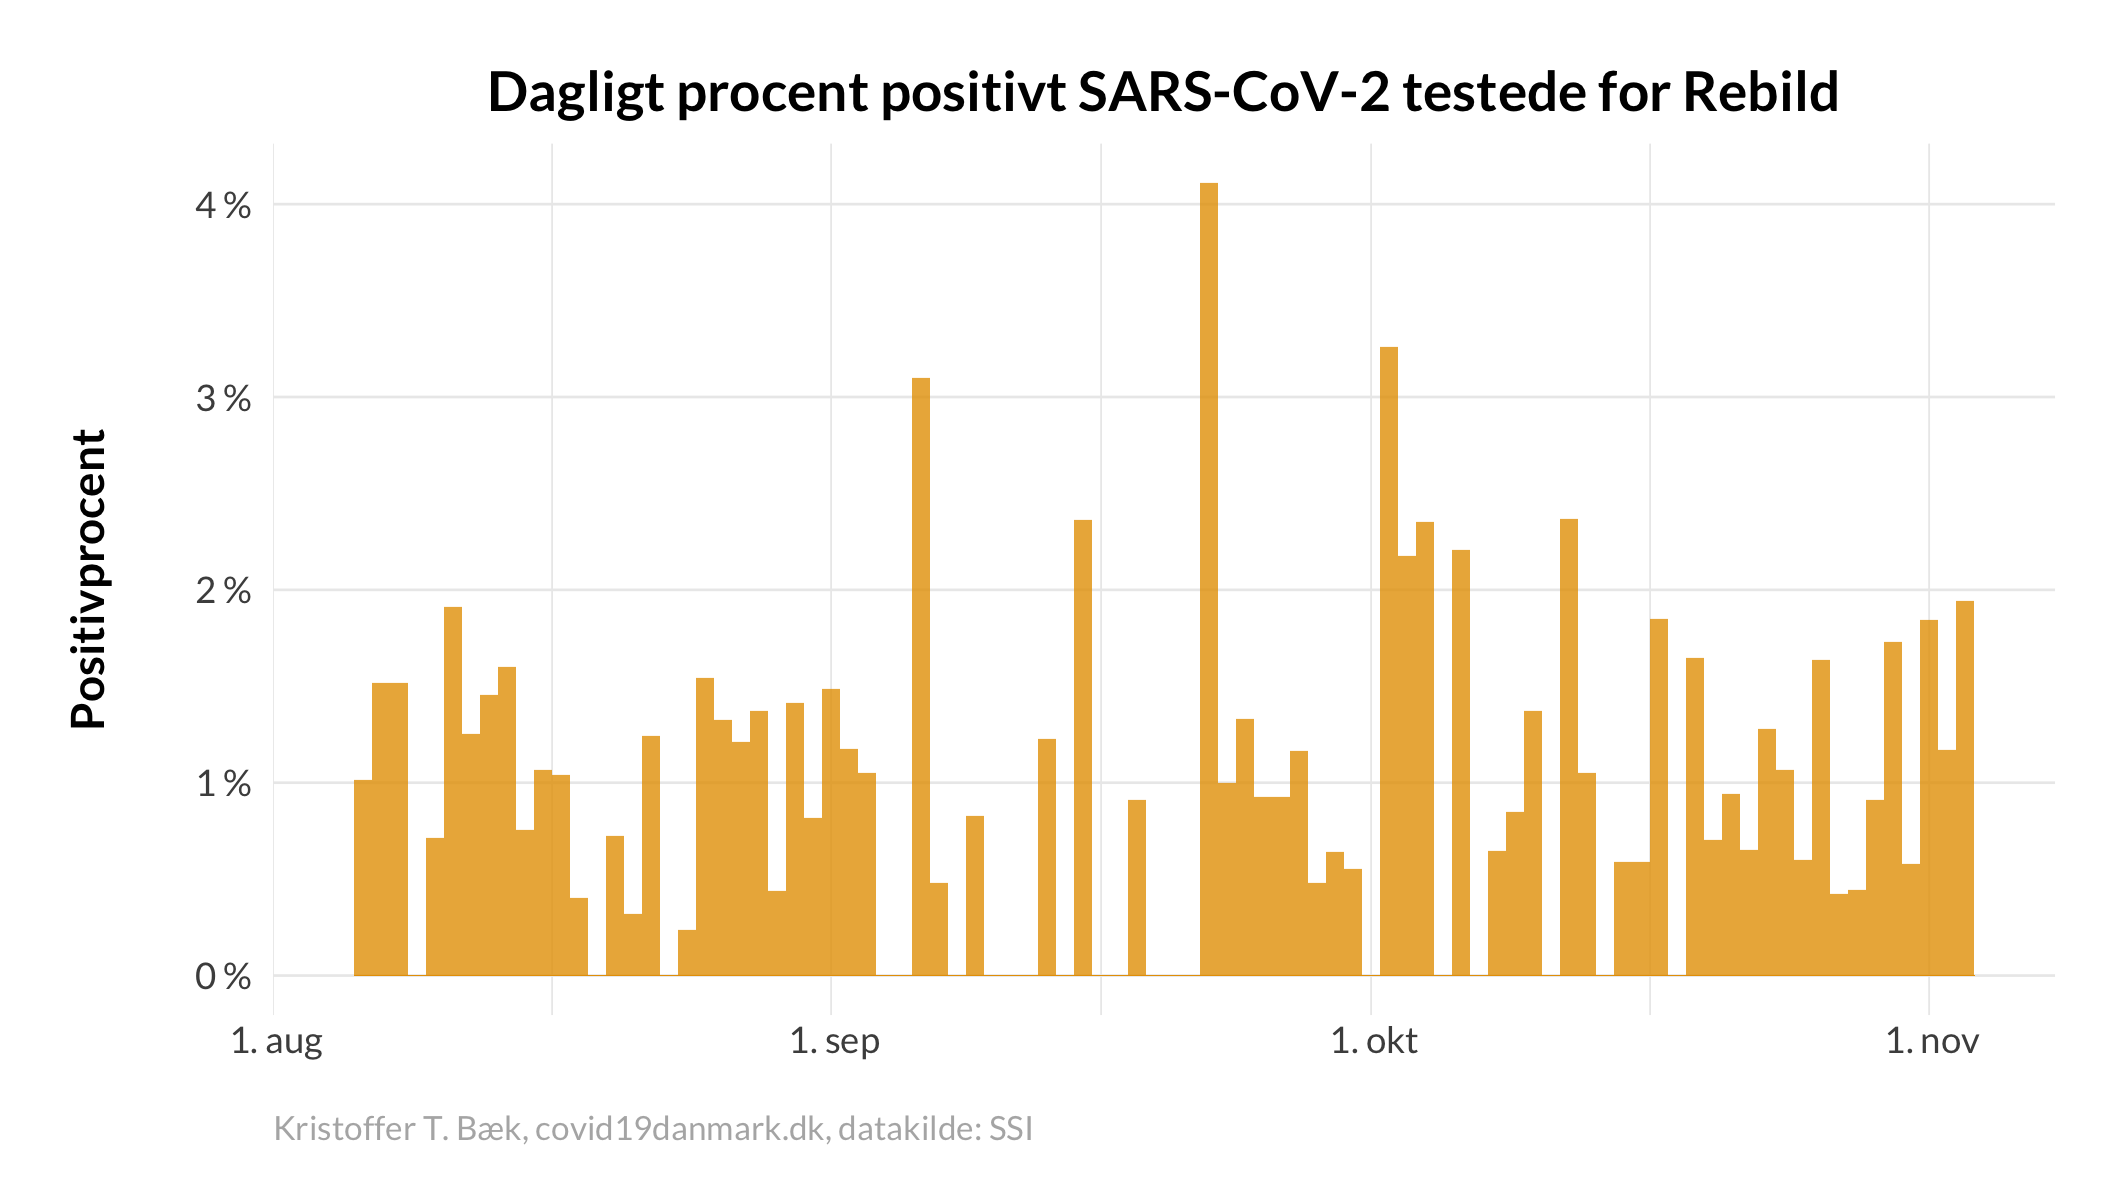 Dagligt procent positivt SARS-CoV-2 testede for Rebild
Positivprocent
4 %
3 %
2 %
1 %
0 %
1. aug
1. sep
1. okt
1. nov
Kristoffer T. Bæk, covid19danmark.dk, datakilde: SSI